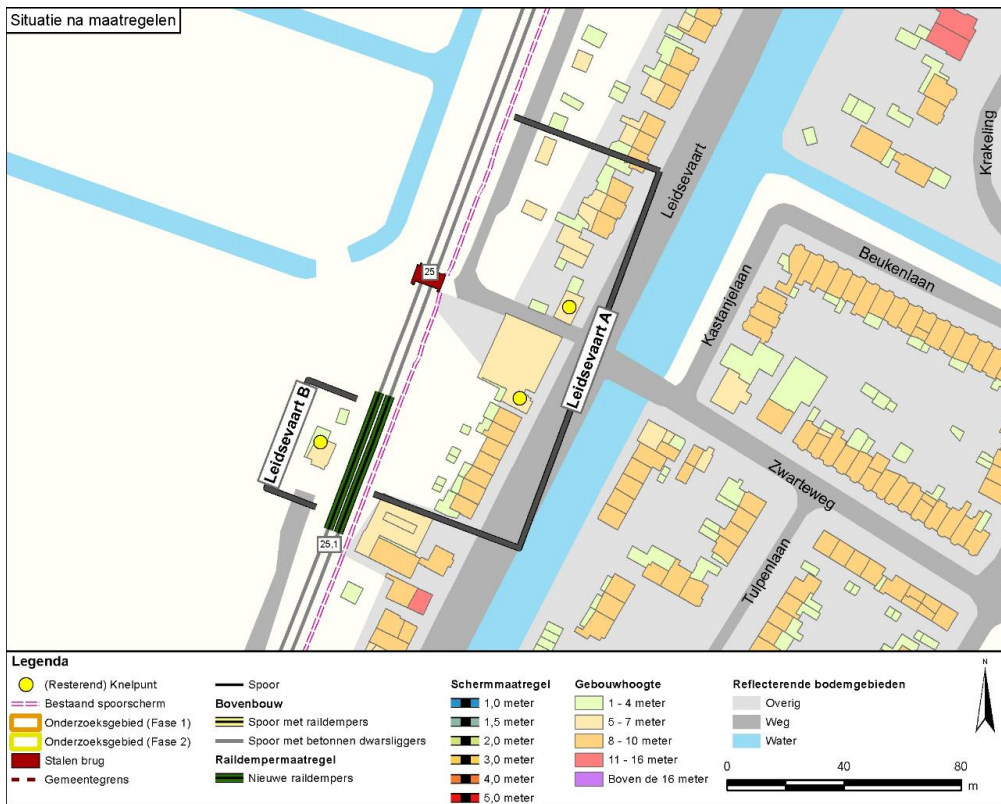 Situatie na maatregelen
Krakeling
Leidsevaart
Beukenlaan
Kastanjelaan
25
Leidsevaart A
Leidsevaart B
Zwarteweg
25,1
Tulpenlaan
Legenda
(Resterend) Knelpunt
Bestaand spoorscherm
Onderzoeksgebied (Fase 1)
Onderzoeksgebied (Fase 2)
Stalen brug
Gemeentegrens
Spoor
Bovenbouw
Spoor met raildempers
Spoor met betonnen dwarsliggers
Raildempermaatregel
Nieuwe raildempers
Schermmaatregel
1,0 meter
1,5 meter
2,0 meter
3,0 meter
4,0 meter
5,0 meter
Gebouwhoogte
1 - 4 meter
5 - 7 meter
8 - 10 meter
11 - 16 meter
Boven de 16 meter
Reflecterende bodemgebieden
Overig
Weg
Water
N
0 40 80
m